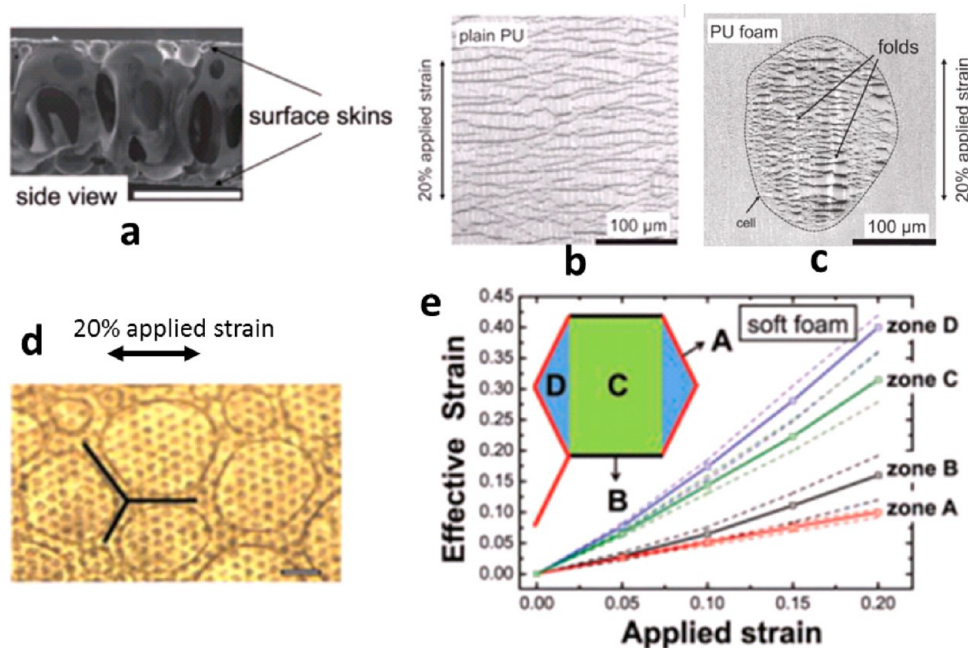 surface skins
side view
a
plain PU
20% applied strain
100 µm
b
PU foam
folds
cell
20% applied strain
100 µm
c
d
20% applied strain
e
soft foam
Effective Strain
0.45
0.40
0.35
0.30
0.25
0.20
0.15
0.10
0.05
0.00
D
C
A
B
zone D
zone C
zone B
zone A
0.00 0.05 0.10 0.15 0.20
Applied strain